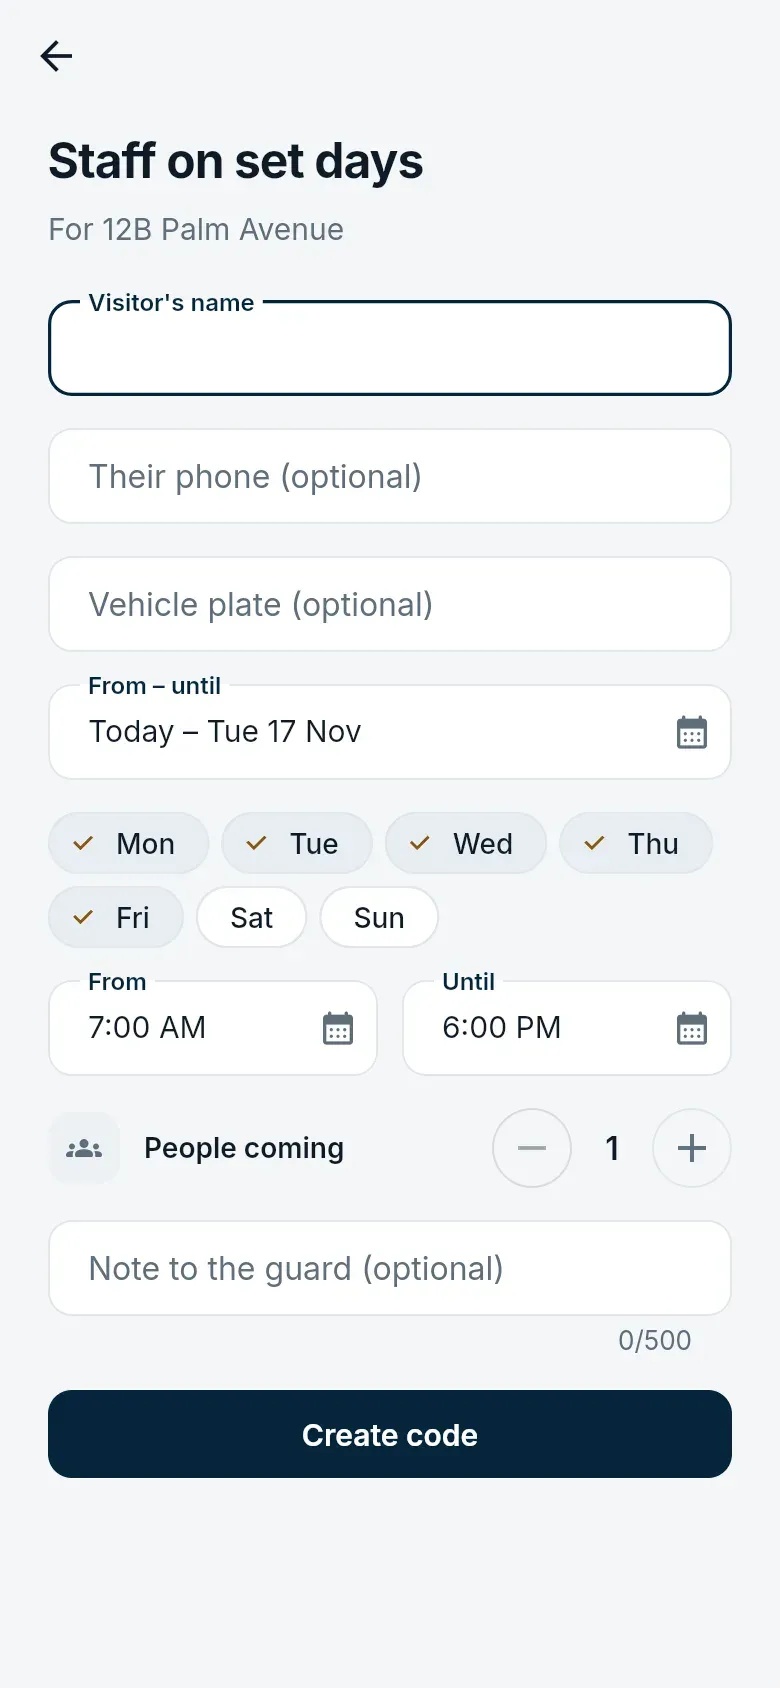 Staff on set days
For 12B Palm Avenue
Visitor's name
Their phone (optional)
Vehicle plate (optional)
From – until
Today – Tue 17 Nov
Mon Tue Wed Thu
Fri Sat Sun
From Until
7:00 AM 6:00 PM
People coming 1
Note to the guard (optional)
0/500
Create code